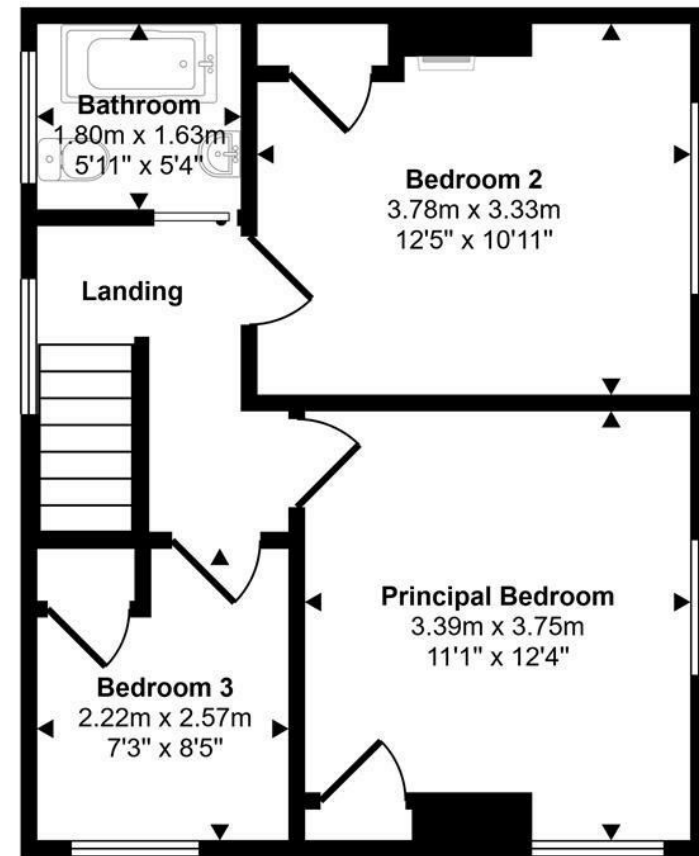 Bathroom
1.80m x 1.63m
5'11" x 5'4"
Bedroom 2
3.78m x 3.33m
12'5" x 10'11"
Landing
Principal Bedroom
3.39m x 3.75m
11'1" x 12'4"
Bedroom 3
2.22m x 2.57m
7'3" x 8'5"